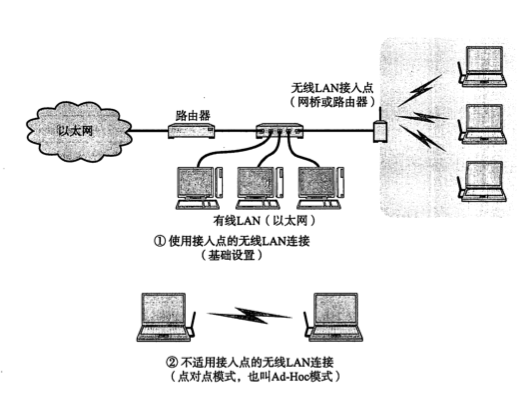 无线LAN接入点
（网桥或路由器）
路由器
以太网
有线LAN（以太网）
① 使用接入点的无线LAN连接
（基础设置）
② 不适用接入点的无线LAN连接
（点对点模式，也叫Ad-Hoc模式）